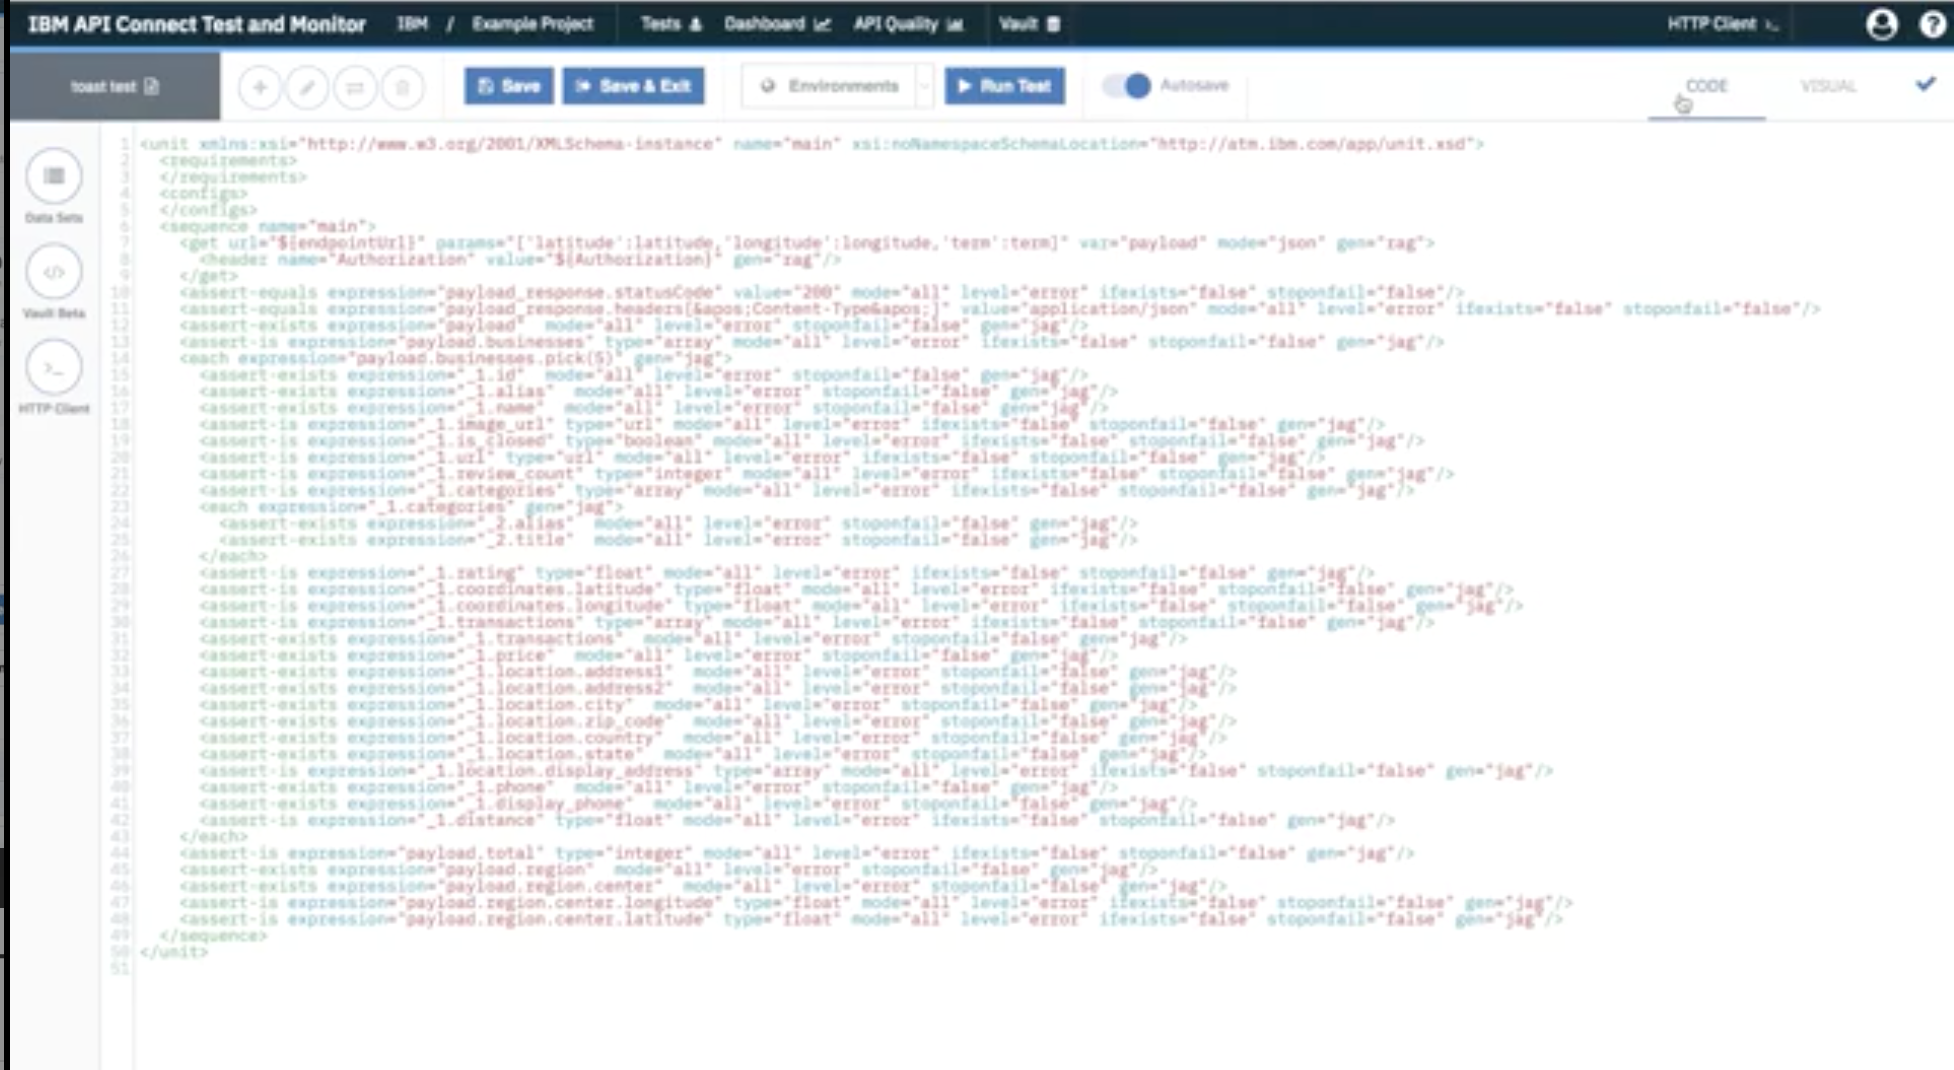 IBM API Connect Test and Monitor IBM / Example Project Tests Dashboard API Quality Vault HTTP Client >_ ?
toast test Save Save & Exit Environments Run Test Autosave CODE VISUAL
Data Sets
</>
Vault Beta
>_
HTTP Client
1 <unit xmlns:xsi="http://www.w3.org/2001/XMLSchema-instance" name="main" xsi:noNamespaceSchemaLocation="http://atm.ibm.com/app/unit.xsd">
2 <requirements>
3 </requirements>
4 <configs>
5 </configs>
6 <sequence name="main">
7 <get url="${endpointUrl}" params="['latitude':latitude,'longitude':longitude,'term':term]" var="payload" mode="json" gen="rag">
8 <header name="Authorization" value="${Authorization}" gen="rag"/>
9 </get>
10 <assert-equals expression="payload_response.statusCode" value="200" mode="all" level="error" ifexists="false" stoponfail="false"/>
11 <assert-equals expression="payload_response.headers[&apos;Content-Type&apos;]" value="application/json" mode="all" level="error" ifexists="false" stoponfail="false"/>
12 <assert-exists expression="payload" mode="all" level="error" stoponfail="false" gen="jag"/>
13 <assert-is expression="payload.businesses" type="array" mode="all" level="error" ifexists="false" stoponfail="false" gen="jag"/>
14 <each expression="payload.businesses.pick(5)" gen="jag">
15 <assert-exists expression="_1.id" mode="all" level="error" stoponfail="false" gen="jag"/>
16 <assert-exists expression="_1.alias" mode="all" level="error" stoponfail="false" gen="jag"/>
17 <assert-exists expression="_1.name" mode="all" level="error" stoponfail="false" gen="jag"/>
18 <assert-is expression="_1.image_url" type="url" mode="all" level="error" ifexists="false" stoponfail="false" gen="jag"/>
19 <assert-is expression="_1.is_closed" type="boolean" mode="all" level="error" ifexists="false" stoponfail="false" gen="jag"/>
20 <assert-is expression="_1.url" type="url" mode="all" level="error" ifexists="false" stoponfail="false" gen="jag"/>
21 <assert-is expression="_1.review_count" type="integer" mode="all" level="error" ifexists="false" stoponfail="false" gen="jag"/>
22 <assert-is expression="_1.categories" type="array" mode="all" level="error" ifexists="false" stoponfail="false" gen="jag"/>
23 <each expression="_1.categories" gen="jag">
24 <assert-exists expression="_2.alias" mode="all" level="error" stoponfail="false" gen="jag"/>
25 <assert-exists expression="_2.title" mode="all" level="error" stoponfail="false" gen="jag"/>
26 </each>
27 <assert-is expression="_1.rating" type="float" mode="all" level="error" ifexists="false" stoponfail="false" gen="jag"/>
28 <assert-is expression="_1.coordinates.latitude" type="float" mode="all" level="error" ifexists="false" stoponfail="false" gen="jag"/>
29 <assert-is expression="_1.coordinates.longitude" type="float" mode="all" level="error" ifexists="false" stoponfail="false" gen="jag"/>
30 <assert-is expression="_1.transactions" type="array" mode="all" level="error" ifexists="false" stoponfail="false" gen="jag"/>
31 <assert-exists expression="_1.transactions" mode="all" level="error" stoponfail="false" gen="jag"/>
32 <assert-exists expression="_1.price" mode="all" level="error" stoponfail="false" gen="jag"/>
33 <assert-exists expression="_1.location.address1" mode="all" level="error" stoponfail="false" gen="jag"/>
34 <assert-exists expression="_1.location.address2" mode="all" level="error" stoponfail="false" gen="jag"/>
35 <assert-exists expression="_1.location.city" mode="all" level="error" stoponfail="false" gen="jag"/>
36 <assert-exists expression="_1.location.zip_code" mode="all" level="error" stoponfail="false" gen="jag"/>
37 <assert-exists expression="_1.location.country" mode="all" level="error" stoponfail="false" gen="jag"/>
38 <assert-exists expression="_1.location.state" mode="all" level="error" stoponfail="false" gen="jag"/>
39 <assert-is expression="_1.location.display_address" type="array" mode="all" level="error" ifexists="false" stoponfail="false" gen="jag"/>
40 <assert-exists expression="_1.phone" mode="all" level="error" stoponfail="false" gen="jag"/>
41 <assert-exists expression="_1.display_phone" mode="all" level="error" stoponfail="false" gen="jag"/>
42 <assert-is expression="_1.distance" type="float" mode="all" level="error" ifexists="false" stoponfail="false" gen="jag"/>
43 </each>
44 <assert-is expression="payload.total" type="integer" mode="all" level="error" ifexists="false" stoponfail="false" gen="jag"/>
45 <assert-exists expression="payload.region" mode="all" level="error" stoponfail="false" gen="jag"/>
46 <assert-exists expression="payload.region.center" mode="all" level="error" stoponfail="false" gen="jag"/>
47 <assert-is expression="payload.region.center.longitude" type="float" mode="all" level="error" ifexists="false" stoponfail="false" gen="jag"/>
48 <assert-is expression="payload.region.center.latitude" type="float" mode="all" level="error" ifexists="false" stoponfail="false" gen="jag"/>
49 </sequence>
50 </unit>
51